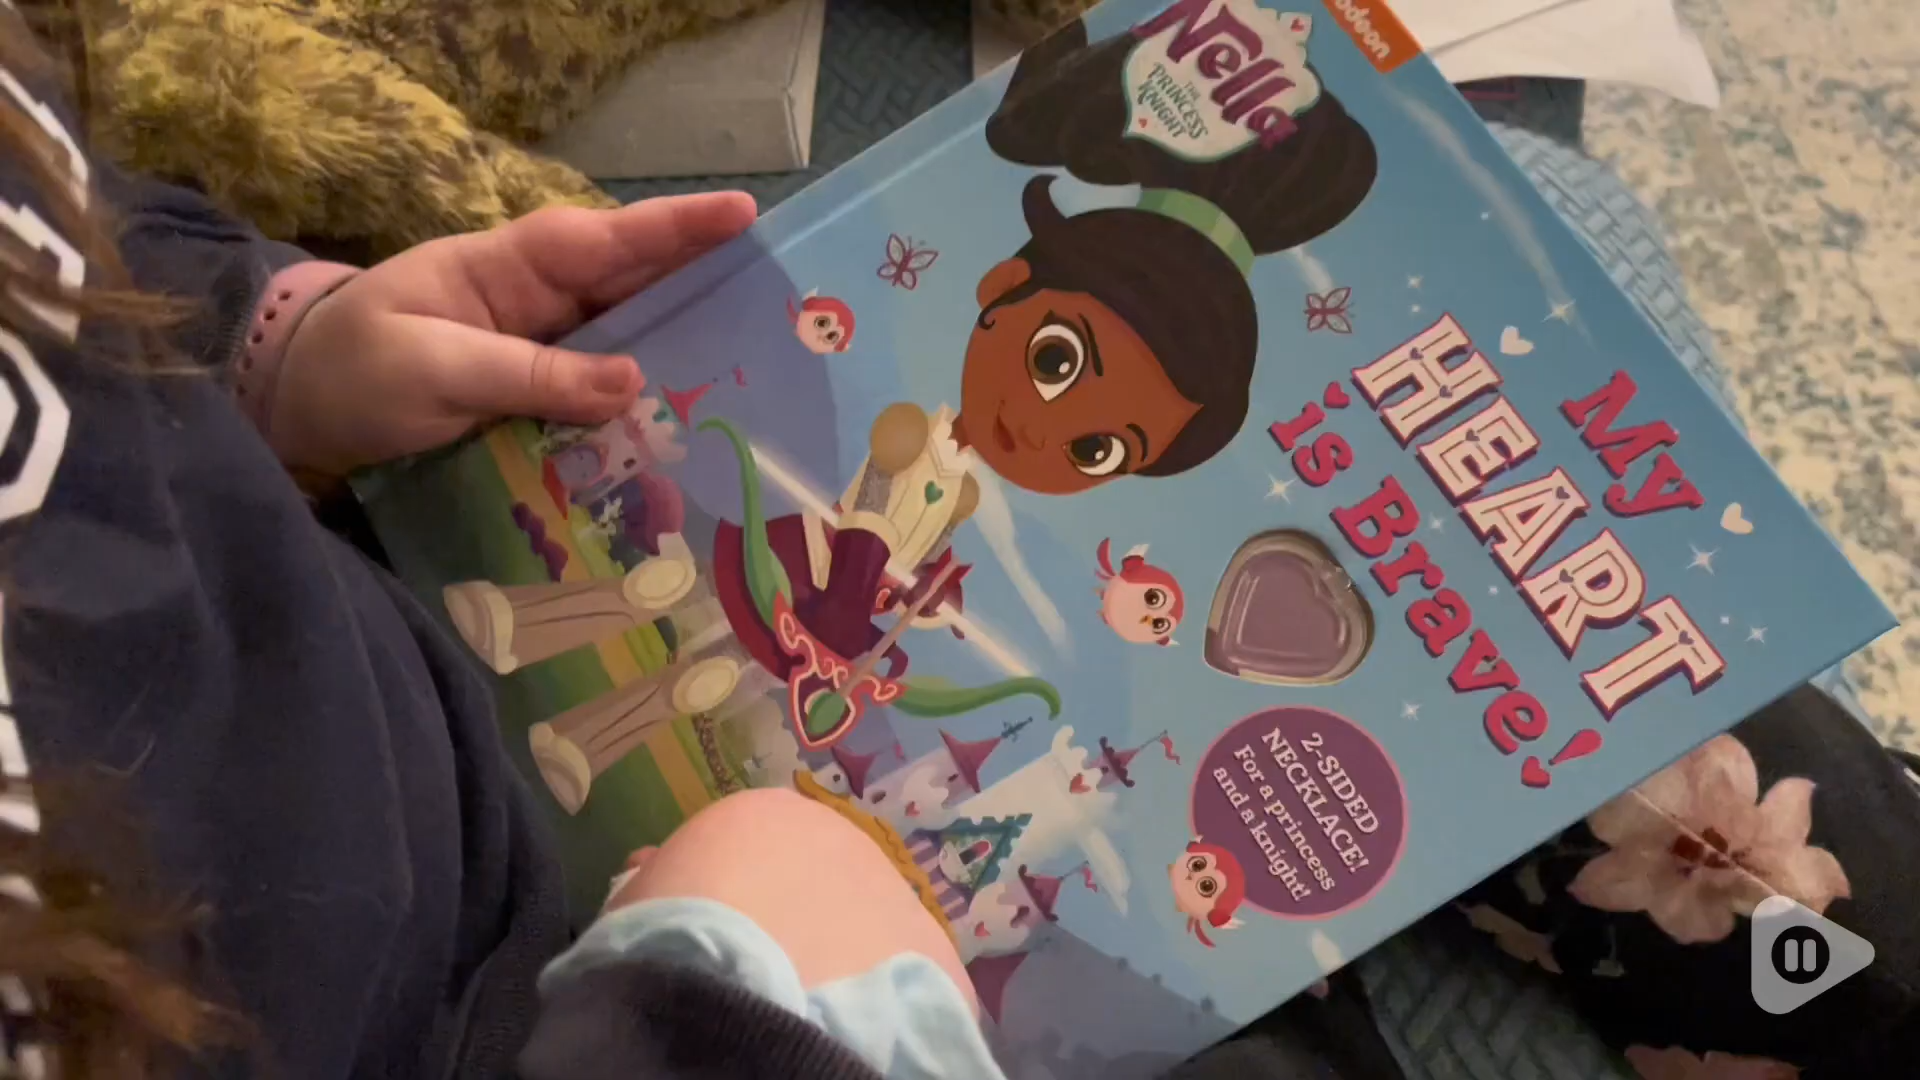 Nella
THE
PRINCESS
KNIGHT
My
HEART
is Brave!
2-SIDED
NECKLACE!
For a princess
and a knight!